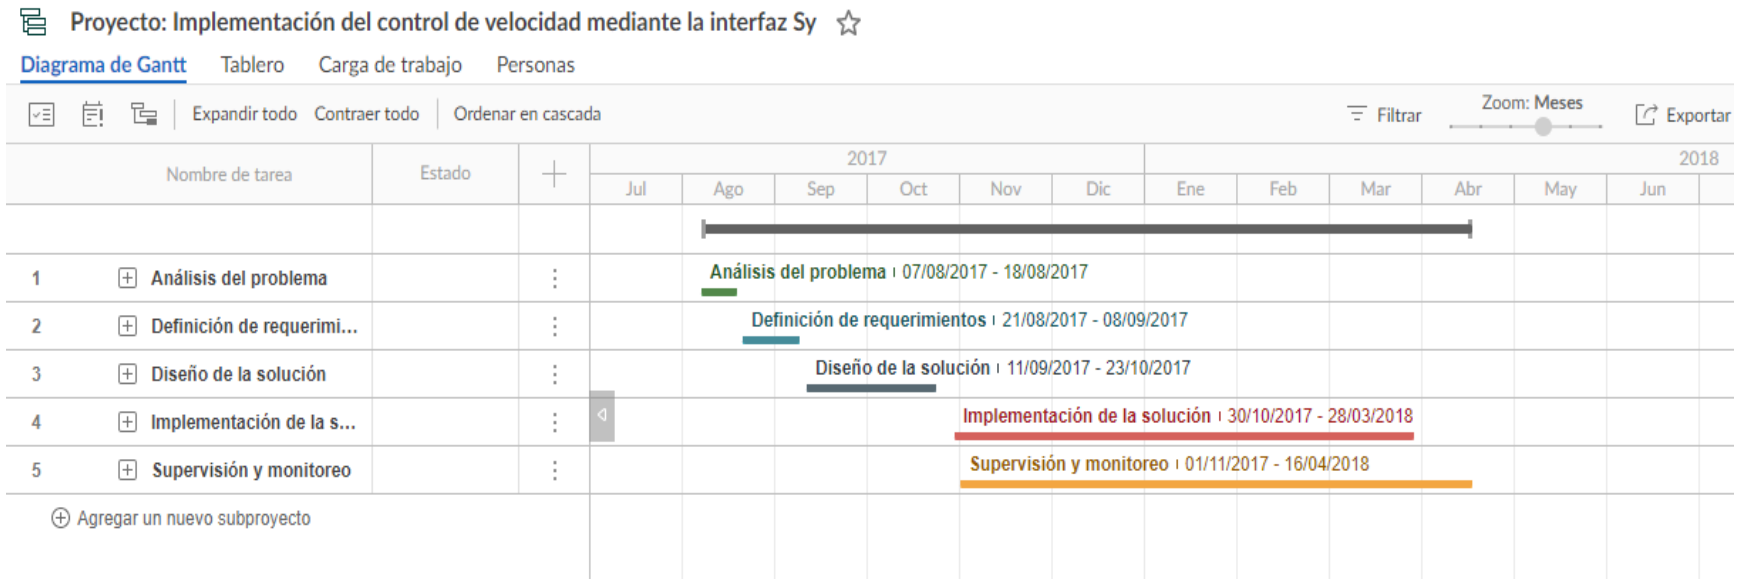 Proyecto: Implementación del control de velocidad mediante la interfaz Sy
Diagrama de Gantt Tablero Carga de trabajo Personas
Expandir todo Contraer todo Ordenar en cascada Filtrar Zoom: Meses Exportar
Nombre de tarea Estado 2017 2018
Jul Ago Sep Oct Nov Dic Ene Feb Mar Abr May Jun
1 Análisis del problema Análisis del problema 07/08/2017 - 18/08/2017
2 Definición de requerimi... Definición de requerimientos 21/08/2017 - 08/09/2017
3 Diseño de la solución Diseño de la solución 11/09/2017 - 23/10/2017
4 Implementación de la s... Implementación de la solución 30/10/2017 - 28/03/2018
5 Supervisión y monitoreo Supervisión y monitoreo 01/11/2017 - 16/04/2018
Agregar un nuevo subproyecto